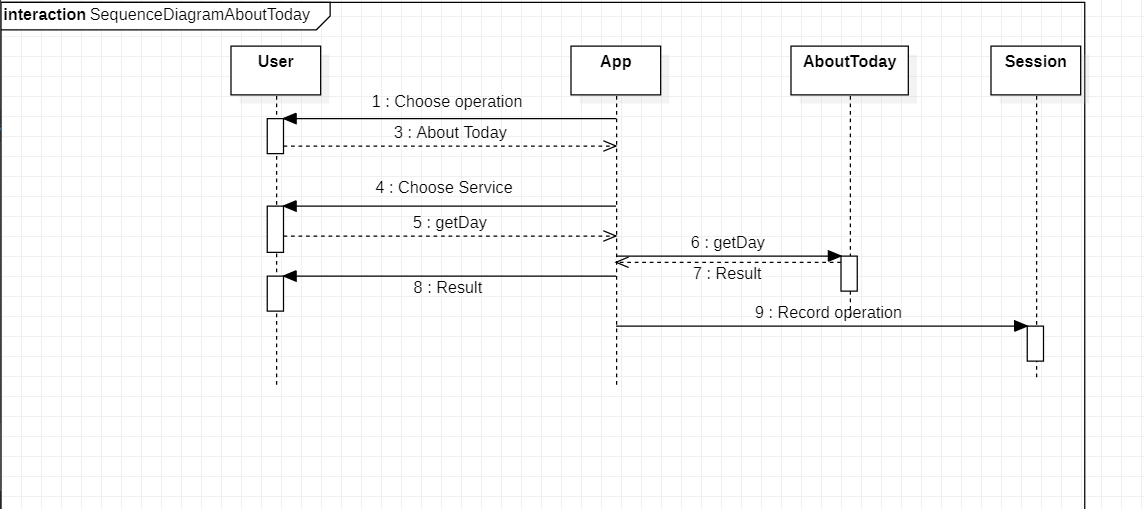 interaction SequenceDiagramAboutToday
User
App
AboutToday
Session
1 : Choose operation
3 : About Today
4 : Choose Service
5 : getDay
6 : getDay
7 : Result
8 : Result
9 : Record operation